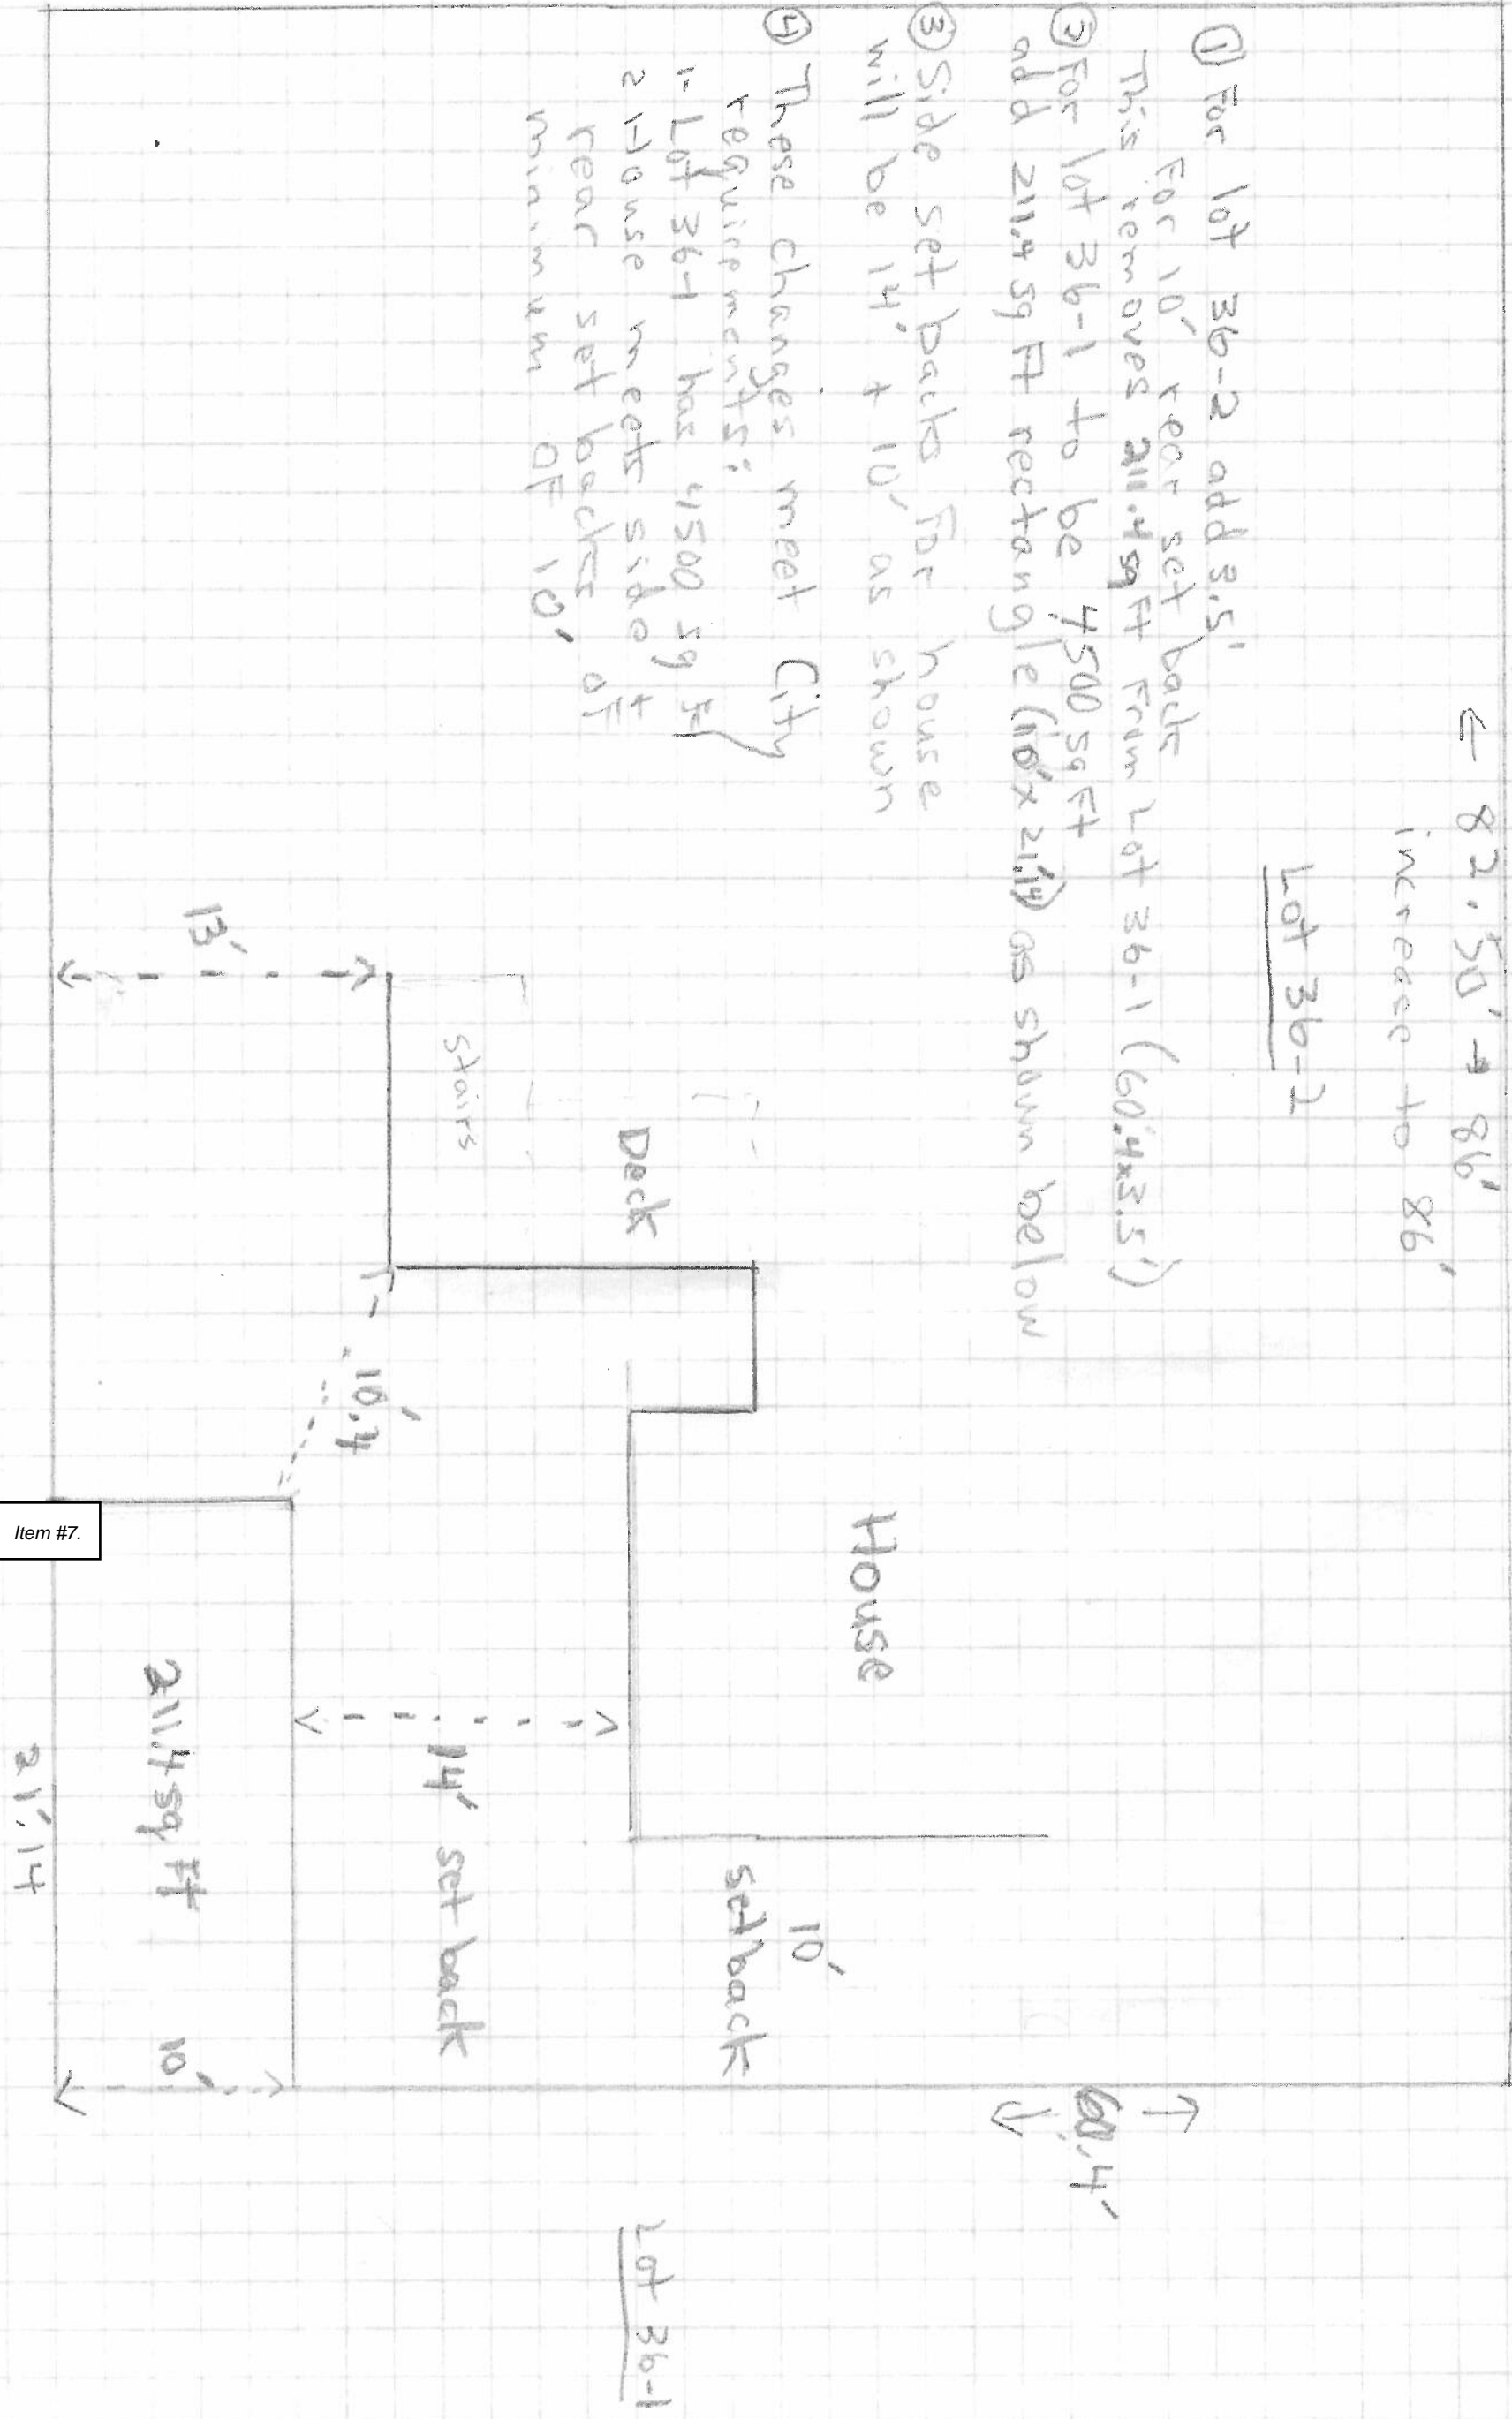 ← 82.50' → 86'
increase to 86'
Lot 36-2
① For lot 36-2 add 3.5'
For 10' rear set back
This removes 211.4 sq Ft From Lot 36-1 (60.4x3.5')
② For lot 36-1 to be 4500 sq Ft
add 211.4 sq Ft rectangle (10' x 21.14) as shown below
③ Side set backs For house
will be 14' + 10' as shown
④ These changes meet City
requirements:
1- Lot 36-1 has 4500 sq Ft
2 House meets side +
rear set backs of
minimum OF 10'
13'
Stairs
Deck
10.4'
House
14' set back
10'
setback
211.4 sq Ft
21'.14
10'
60.4'
Lot 36-1
Item #7.